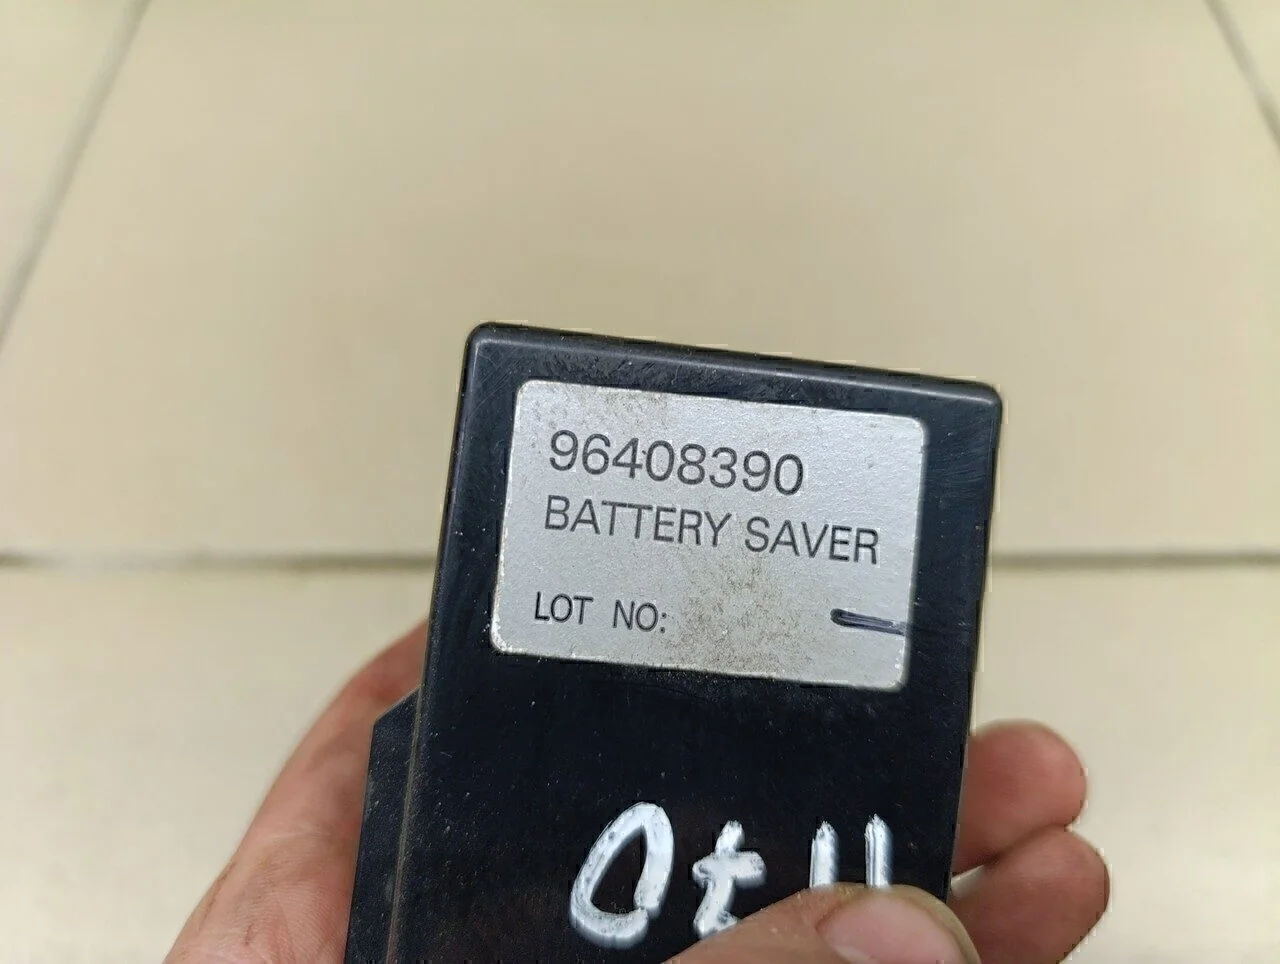 96408390
BATTERY SAVER
LOT NO: